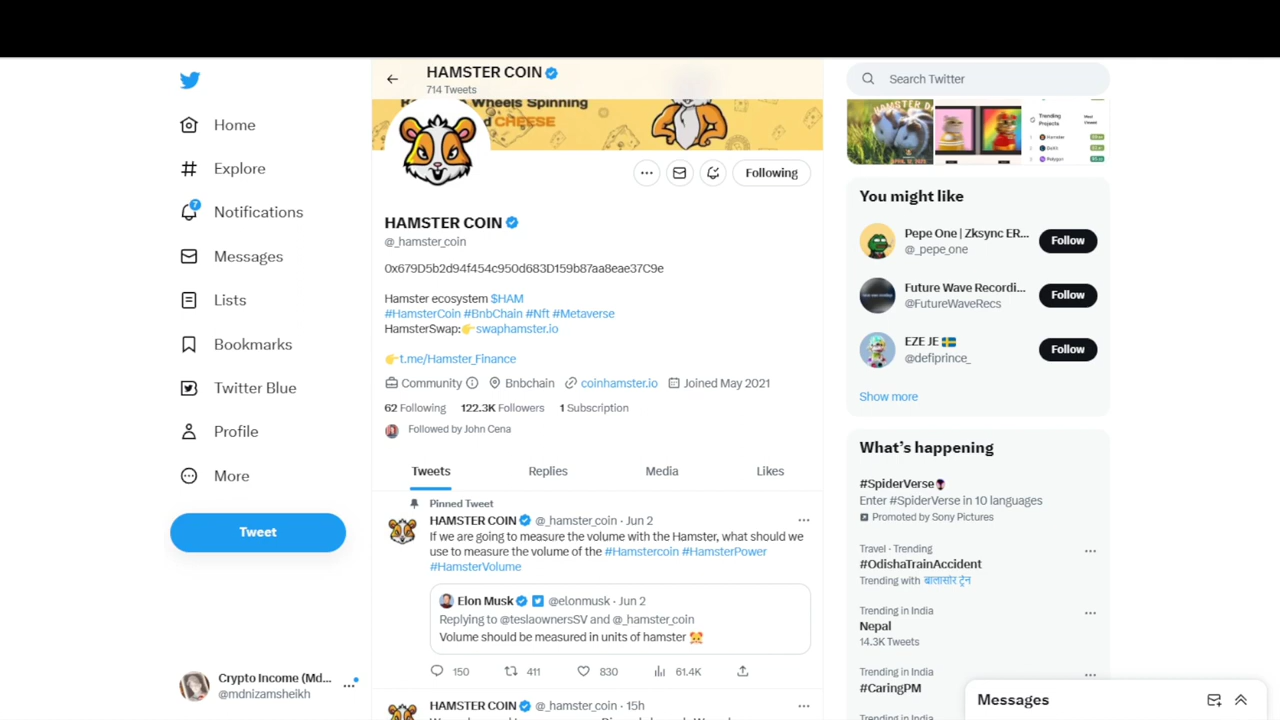 Home
Explore
7
Notifications
Messages
Lists
Bookmarks
Twitter Blue
Profile
More
Tweet
Crypto Income (Md...
@mdnizamsheikh
HAMSTER COIN
714 Tweets
Wheels Spinning
CHEESE
Following
HAMSTER COIN
@_hamster_coin
0x679D5b2d94f454c950d683D159b87aa8eae37C9e
Hamster ecosystem $HAM
#HamsterCoin #BnbChain #Nft #Metaverse
HamsterSwap:👉swaphamster.io
👉t.me/Hamster_Finance
Community Bnbchain coinhamster.io Joined May 2021
62 Following 122.3K Followers 1 Subscription
Followed by John Cena
Tweets Replies Media Likes
Pinned Tweet
HAMSTER COIN @_hamster_coin · Jun 2
If we are going to measure the volume with the Hamster, what should we
use to measure the volume of the #Hamstercoin #HamsterPower
#HamsterVolume
Elon Musk @elonmusk · Jun 2
Replying to @teslaownersSV and @_hamster_coin
Volume should be measured in units of hamster 🐹
150 411 830 61.4K
HAMSTER COIN @_hamster_coin · 15h
Search Twitter
HAMSTER DA
Trending
Projects
Most
Hamster
Polygon
You might like
Pepe One | Zksync ER...
@_pepe_one
Follow
Future Wave Recordi...
@FutureWaveRecs
Follow
EZE JE 🇸🇪
@defiprince_
Follow
Show more
What's happening
#SpiderVerse
Enter #SpiderVerse in 10 languages
Promoted by Sony Pictures
Travel · Trending
#OdishaTrainAccident
Trending with बालासोर ट्रेन
Trending in India
Nepal
14.3K Tweets
Trending in India
#CaringPM
Trending in India
Messages